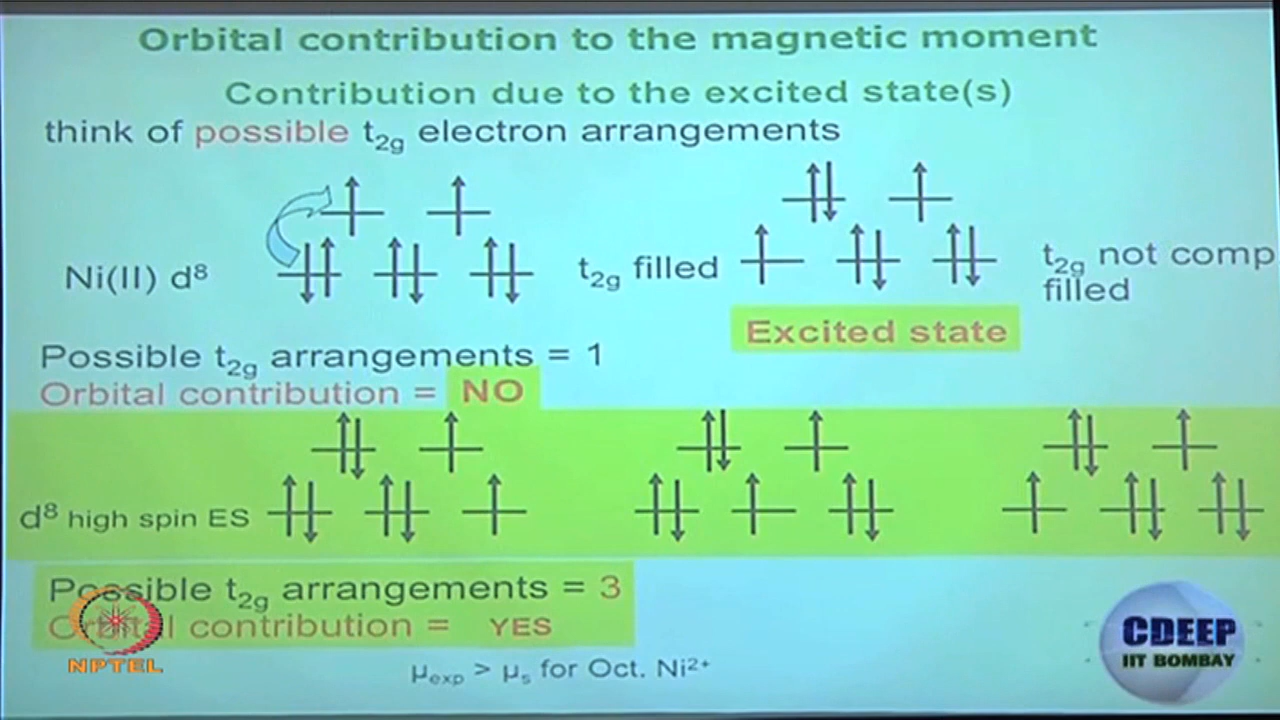 Orbital contribution to the magnetic moment
Contribution due to the excited state(s)
think of possible t2g electron arrangements
Ni(II) d8
t2g filled
t2g not comp
filled
Excited state
Possible t2g arrangements = 1
Orbital contribution = NO
d8 high spin ES
Possible t2g arrangements = 3
Orbital contribution = YES
μexp > μs for Oct. Ni2+
NPTEL
CDEEP
IIT BOMBAY